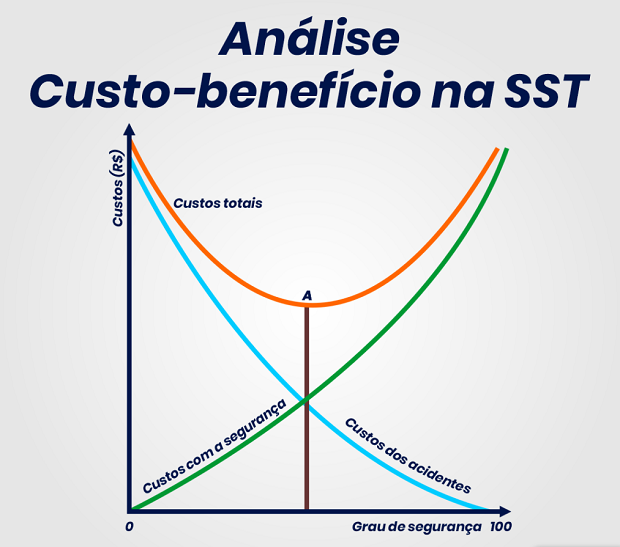 Análise
Custo-benefício na SST
Custos (R$)
Custos totais
A
Custos com a segurança
Custos dos acidentes
0
Grau de segurança 100